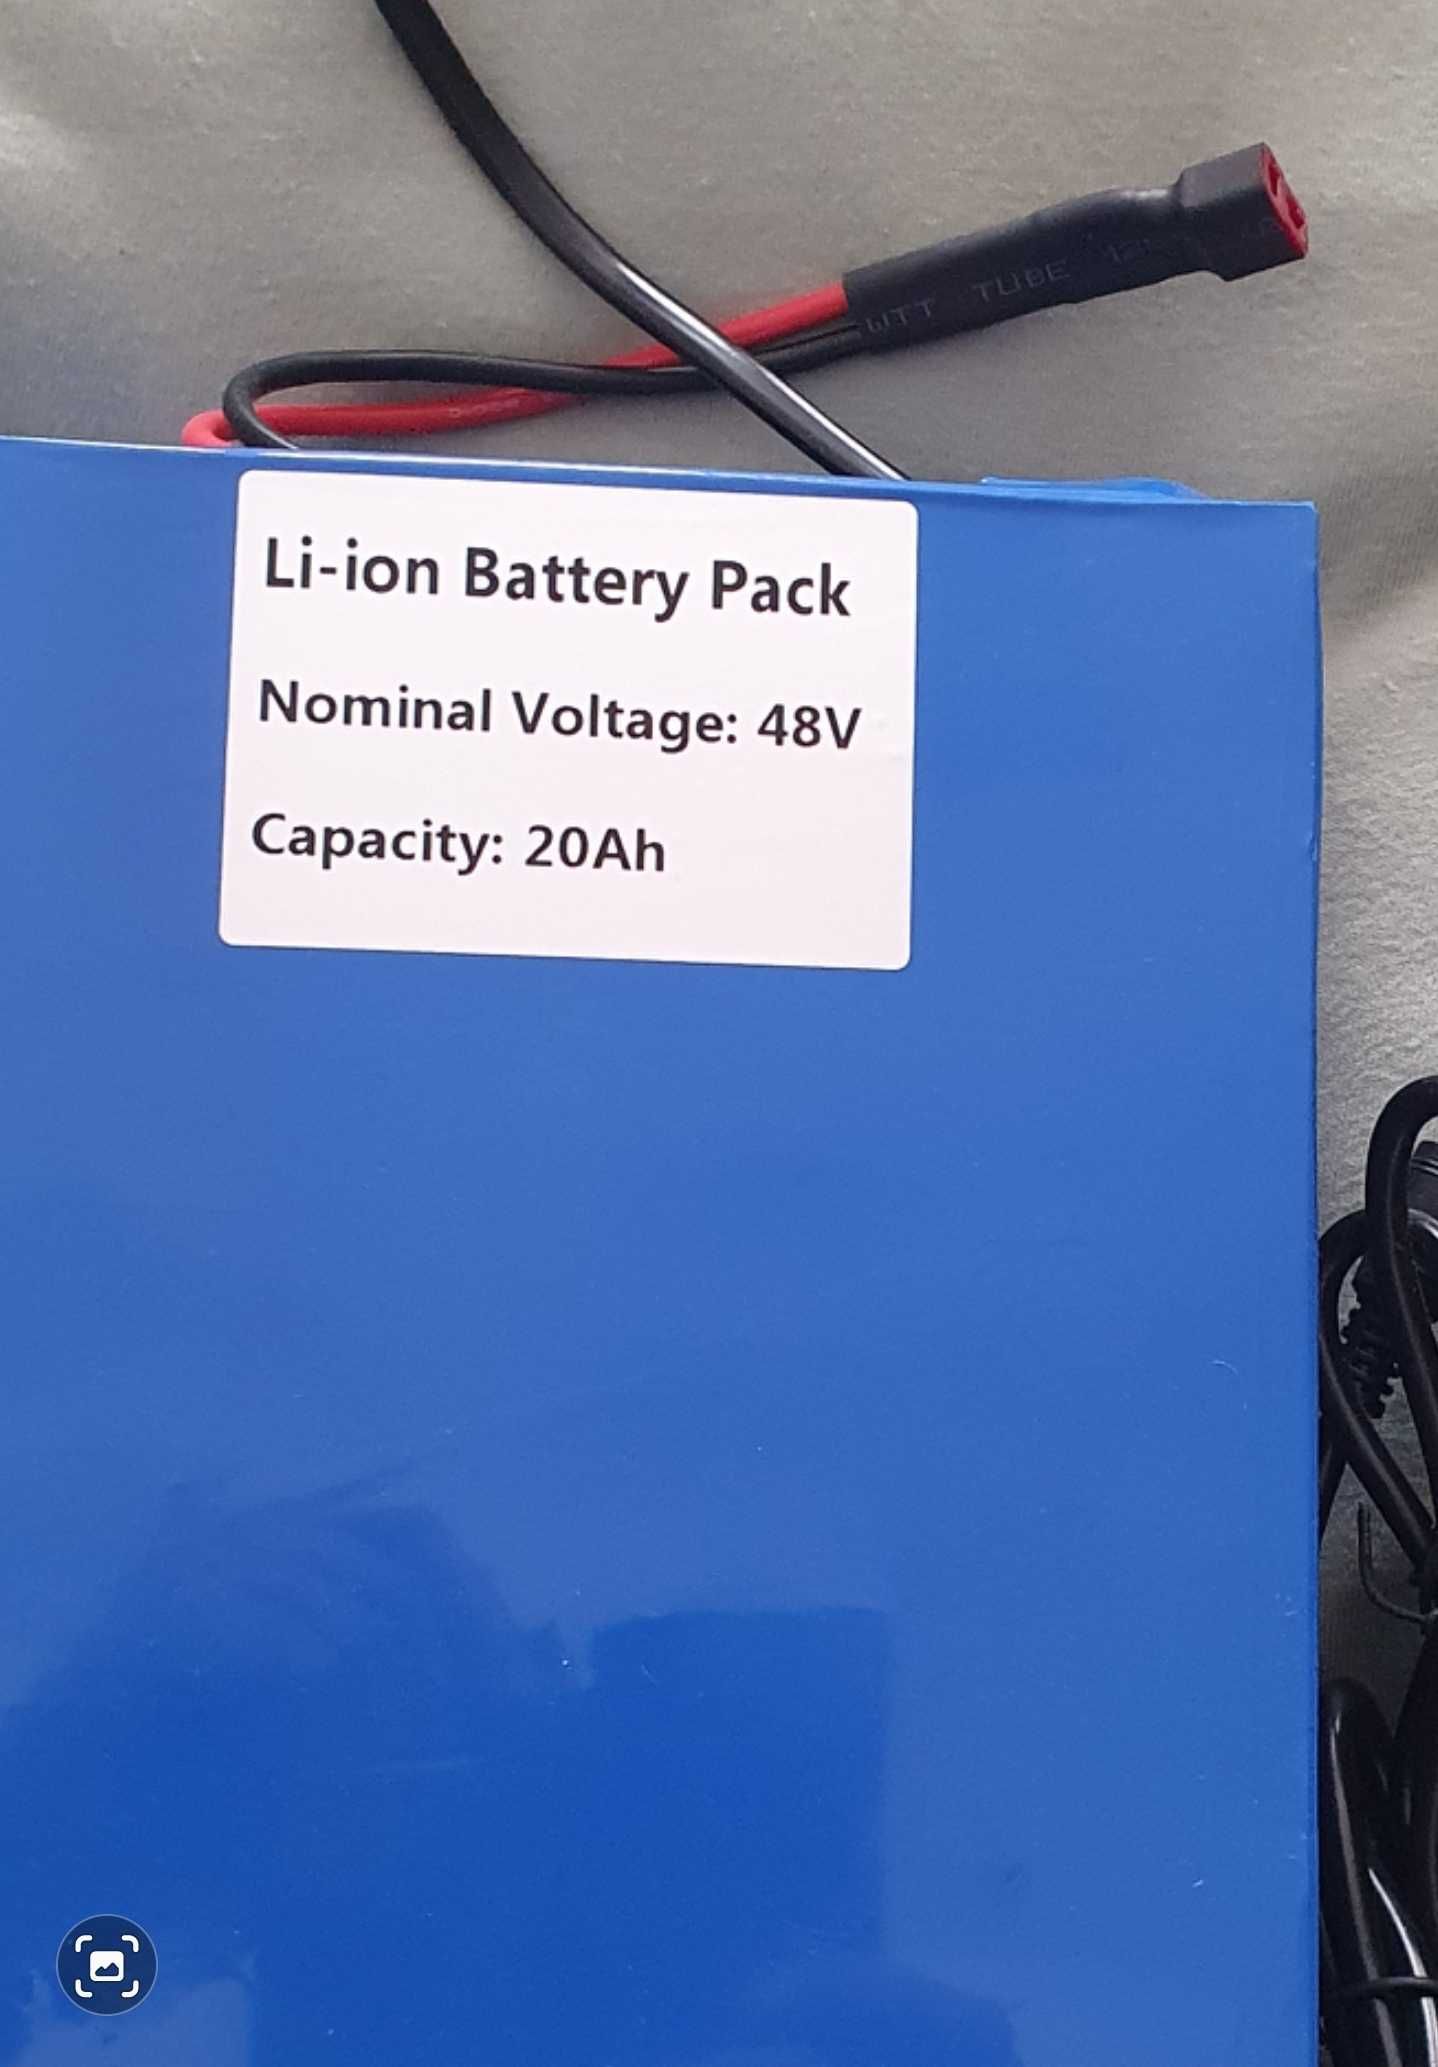 WTT TUBE
Li-ion Battery Pack
Nominal Voltage: 48V
Capacity: 20Ah